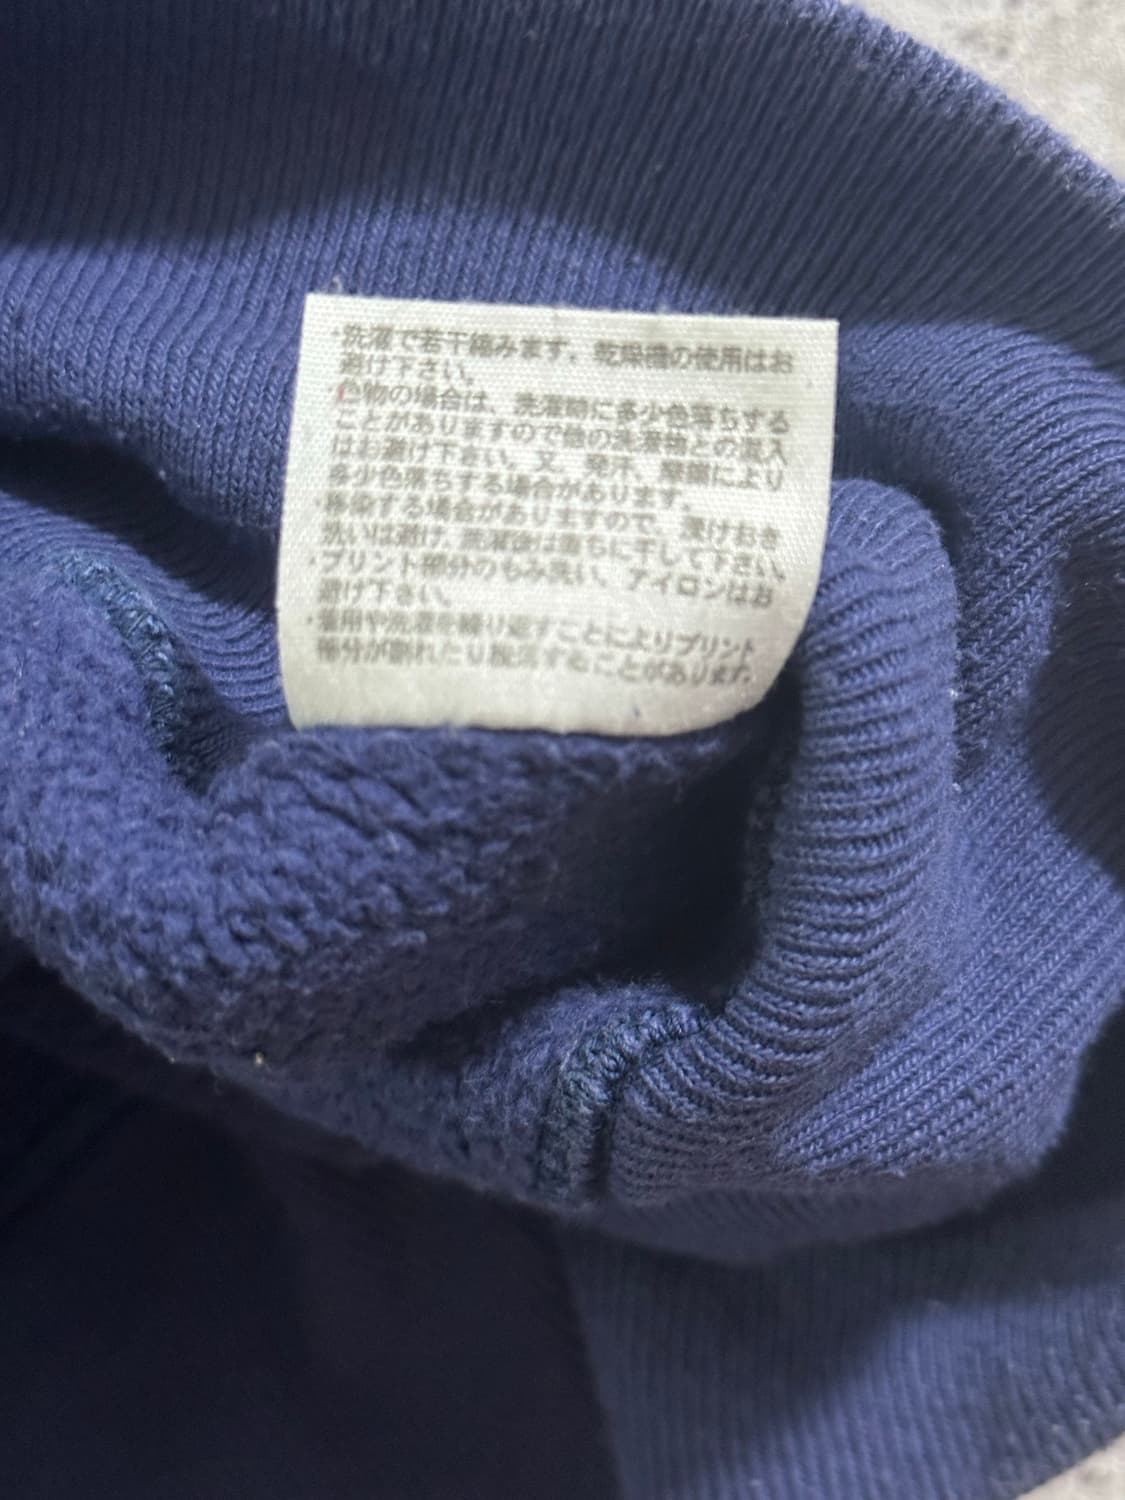 ・洗濯で若干縮みます。乾燥機の使用はお
避け下さい。
・色物の場合は、洗濯時に多少色落ちする
ことがありますので他の洗濯物との混入
はお避け下さい。又、発汗、摩擦により
多少色落ちする場合があります。
・移染する場合がありますので、漬けおき
洗いは避け、洗濯後は直ちに干して下さい。
・プリント部分のもみ洗い、アイロンはお
避け下さい。
・着用や洗濯を繰り返すことによりプリント
部分が割れたり脱落することがあります。